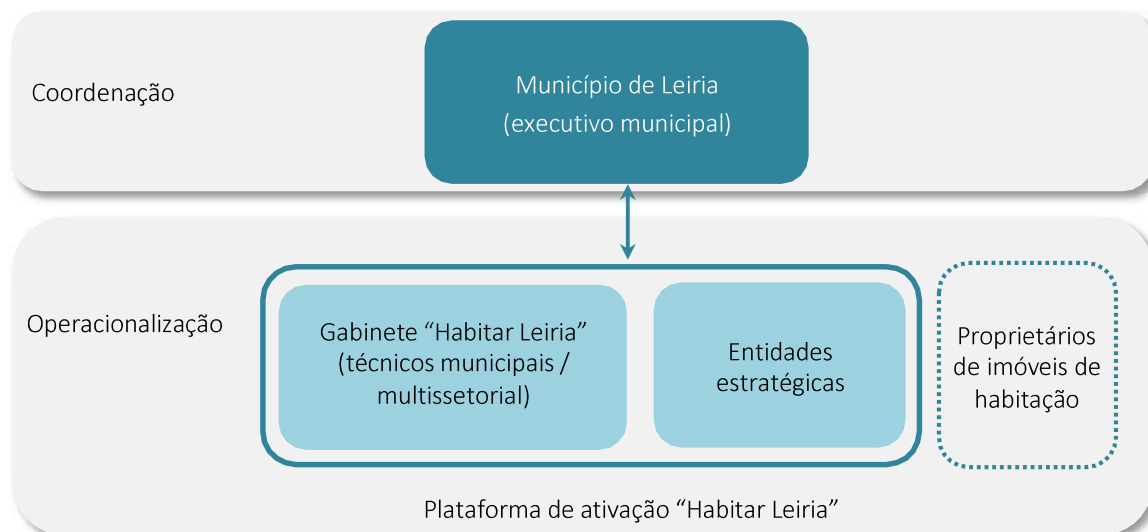 Coordenação
Município de Leiria
(executivo municipal)
Operacionalização
Gabinete “Habitar Leiria”
(técnicos municipais /
multissetorial)
Entidades
estratégicas
Proprietários
de imóveis de
habitação
Plataforma de ativação “Habitar Leiria”